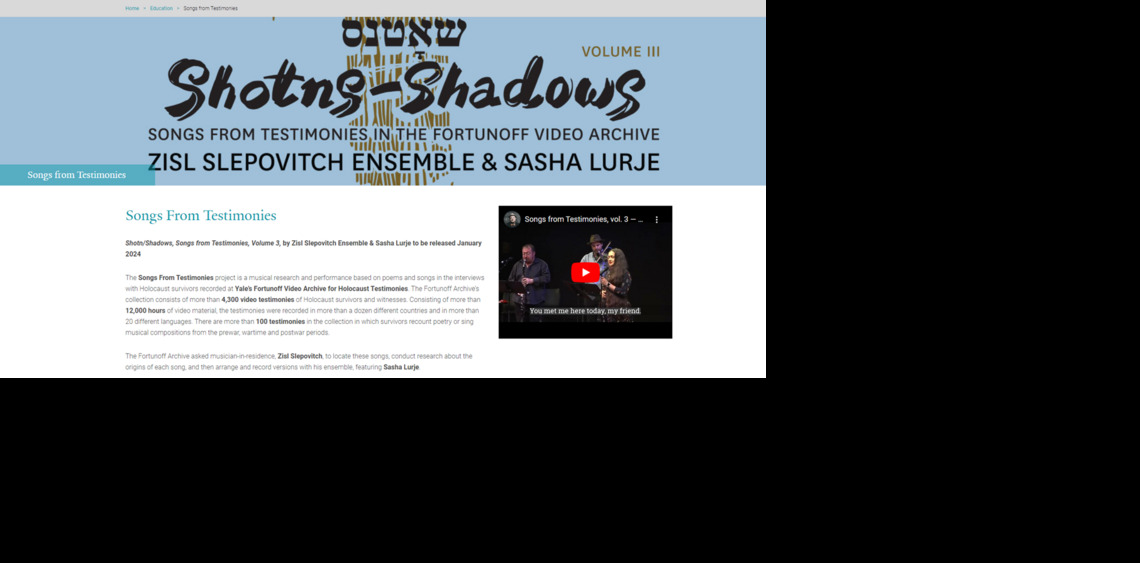 Home > Education > Songs from Testimonies
שאָטנס
VOLUME III
Shotns-Shadows
SONGS FROM TESTIMONIES IN THE FORTUNOFF VIDEO ARCHIVE
ZISL SLEPOVITCH ENSEMBLE & SASHA LURJE
Songs from Testimonies
Songs From Testimonies
Shotn/Shadows, Songs from Testimonies, Volume 3, by Zisl Slepovitch Ensemble & Sasha Lurje to be released January
2024
The Songs From Testimonies project is a musical research and performance based on poems and songs in the interviews
with Holocaust survivors recorded at Yale's Fortunoff Video Archive for Holocaust Testimonies. The Fortunoff Archive's
collection consists of more than 4,300 video testimonies of Holocaust survivors and witnesses. Consisting of more than
12,000 hours of video material, the testimonies were recorded in more than a dozen different countries and in more than
20 different languages. There are more than 100 testimonies in the collection in which survivors recount poetry or sing
musical compositions from the prewar, wartime and postwar periods.
The Fortunoff Archive asked musician-in-residence, Zisl Slepovitch, to locate these songs, conduct research about the
origins of each song, and then arrange and record versions with his ensemble, featuring Sasha Lurje.
Songs from Testimonies, vol. 3 — ...
You met me here today, my friend.